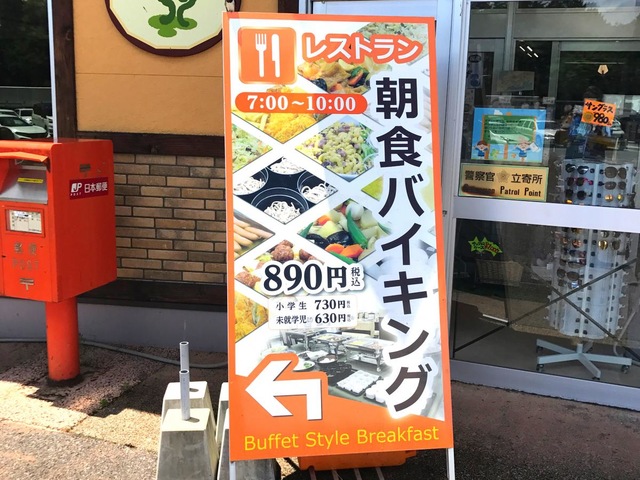 レストラン
7:00～10:00
朝食バイキング
890円税込
小学生 730円
未就学児 630円
Buffet Style Breakfast
日本郵便
サングラス
980
警察官 立寄所
Patrol Point